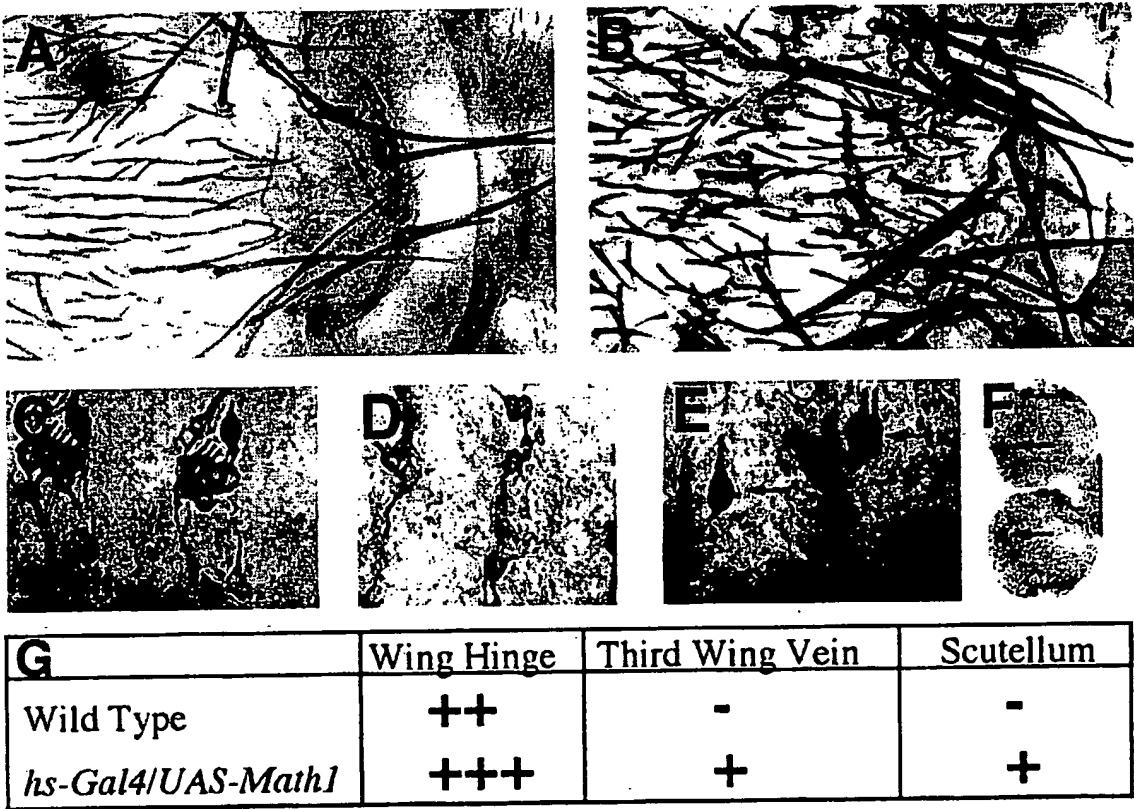 A B
C D E F
G Wing Hinge Third Wing Vein Scutellum
Wild Type ++ - -
hs-Gal4/UAS-Math1 +++ + +